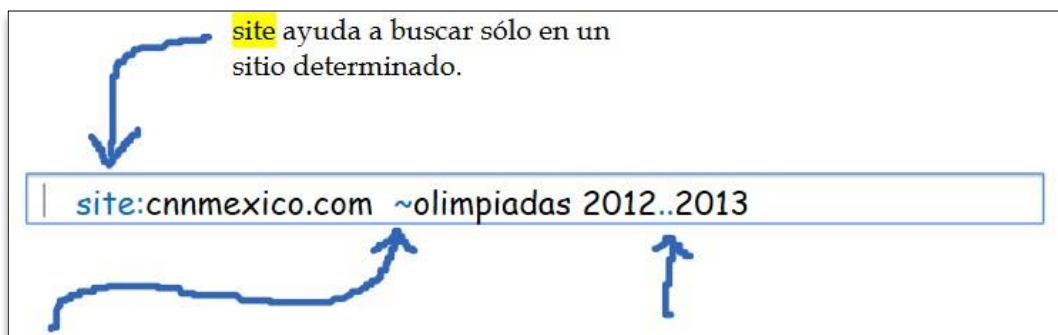 site ayuda a buscar sólo en un
sitio determinado.
site:cnnmexico.com ~olimpiadas 2012..2013